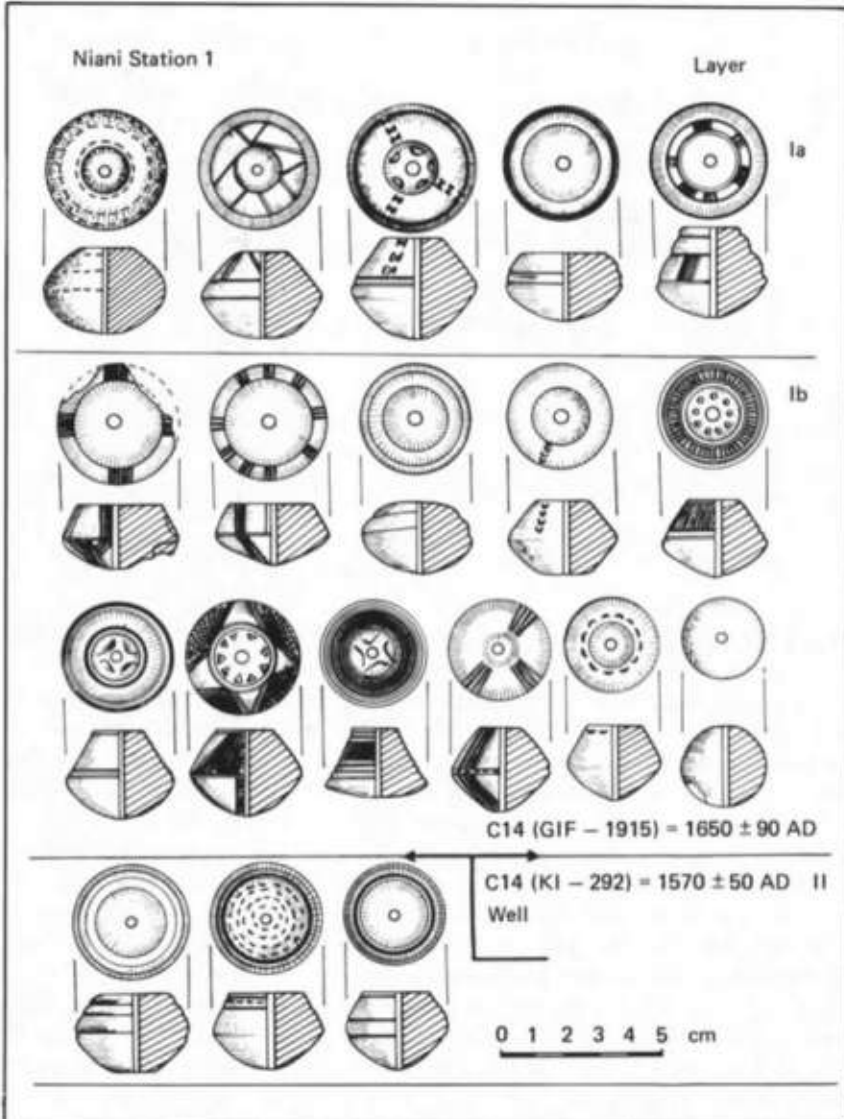 Niani Station 1
Layer
Ia
Ib
C14 (GIF – 1915) = 1650 ± 90 AD
C14 (KI – 292) = 1570 ± 50 AD II
Well
0 1 2 3 4 5 cm